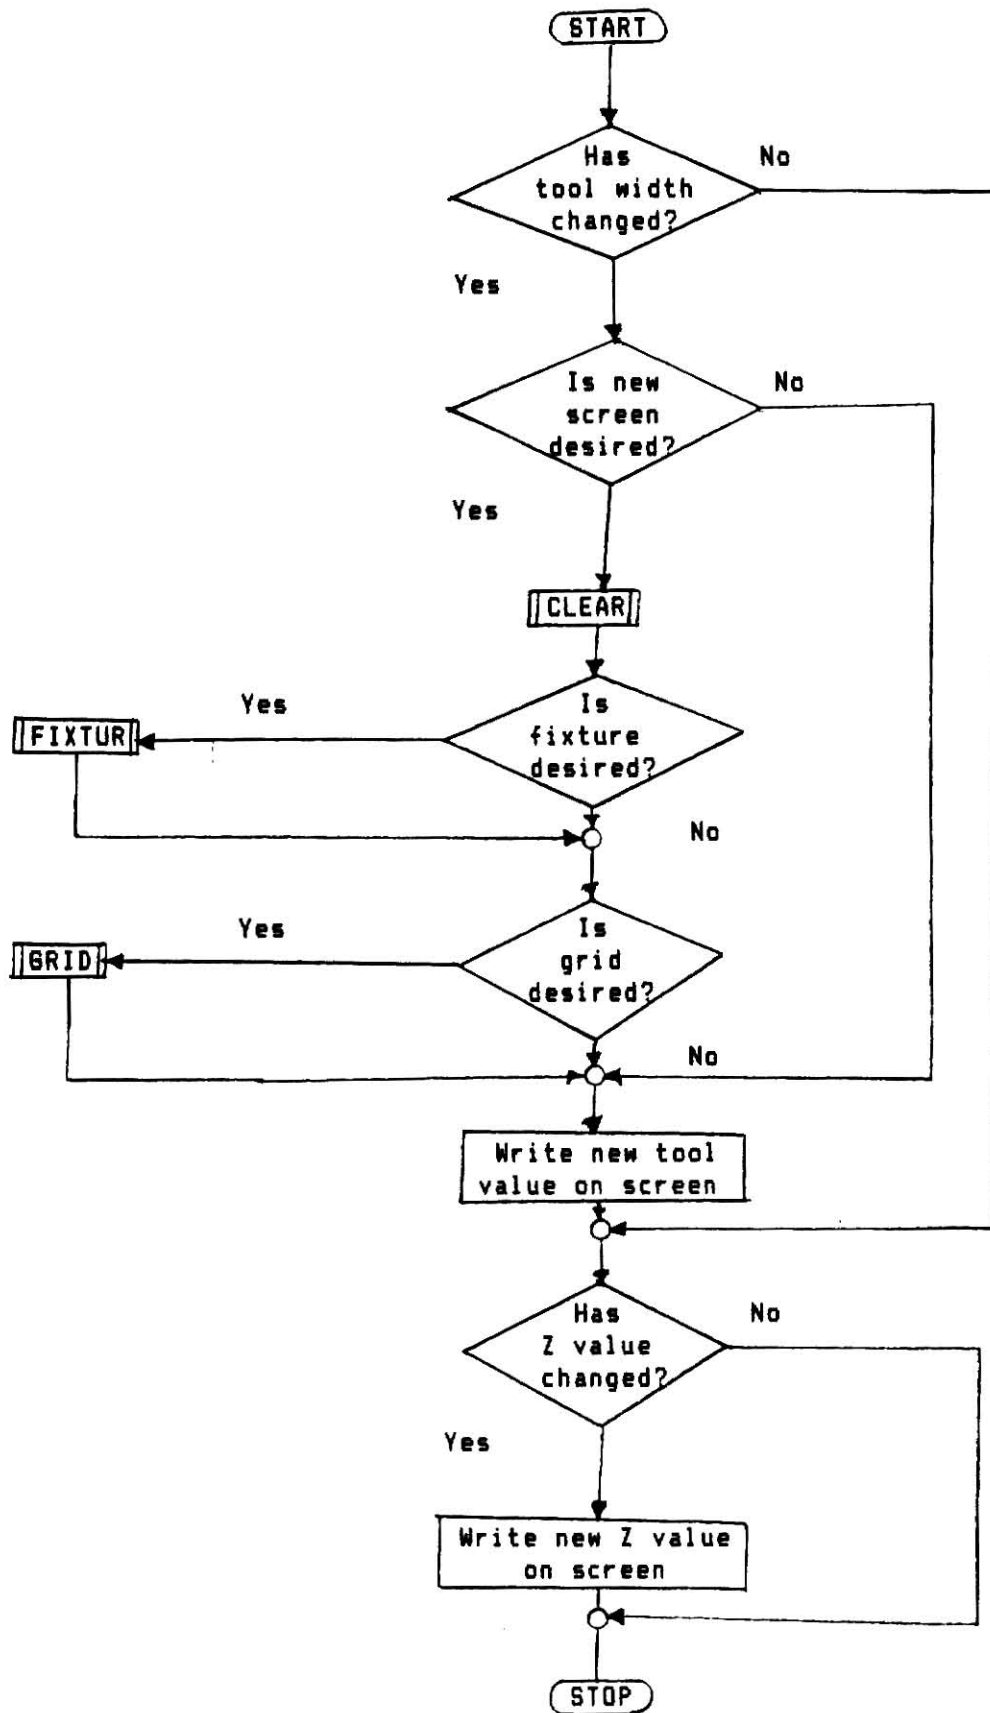 START
Has
tool width
changed?
No
Yes
Is new
screen
desired?
No
Yes
CLEAR
Is
fixture
desired?
Yes
FIXTUR
No
Is
grid
desired?
Yes
GRID
No
Write new tool
value on screen
Has
Z value
changed?
No
Yes
Write new Z value
on screen
STOP